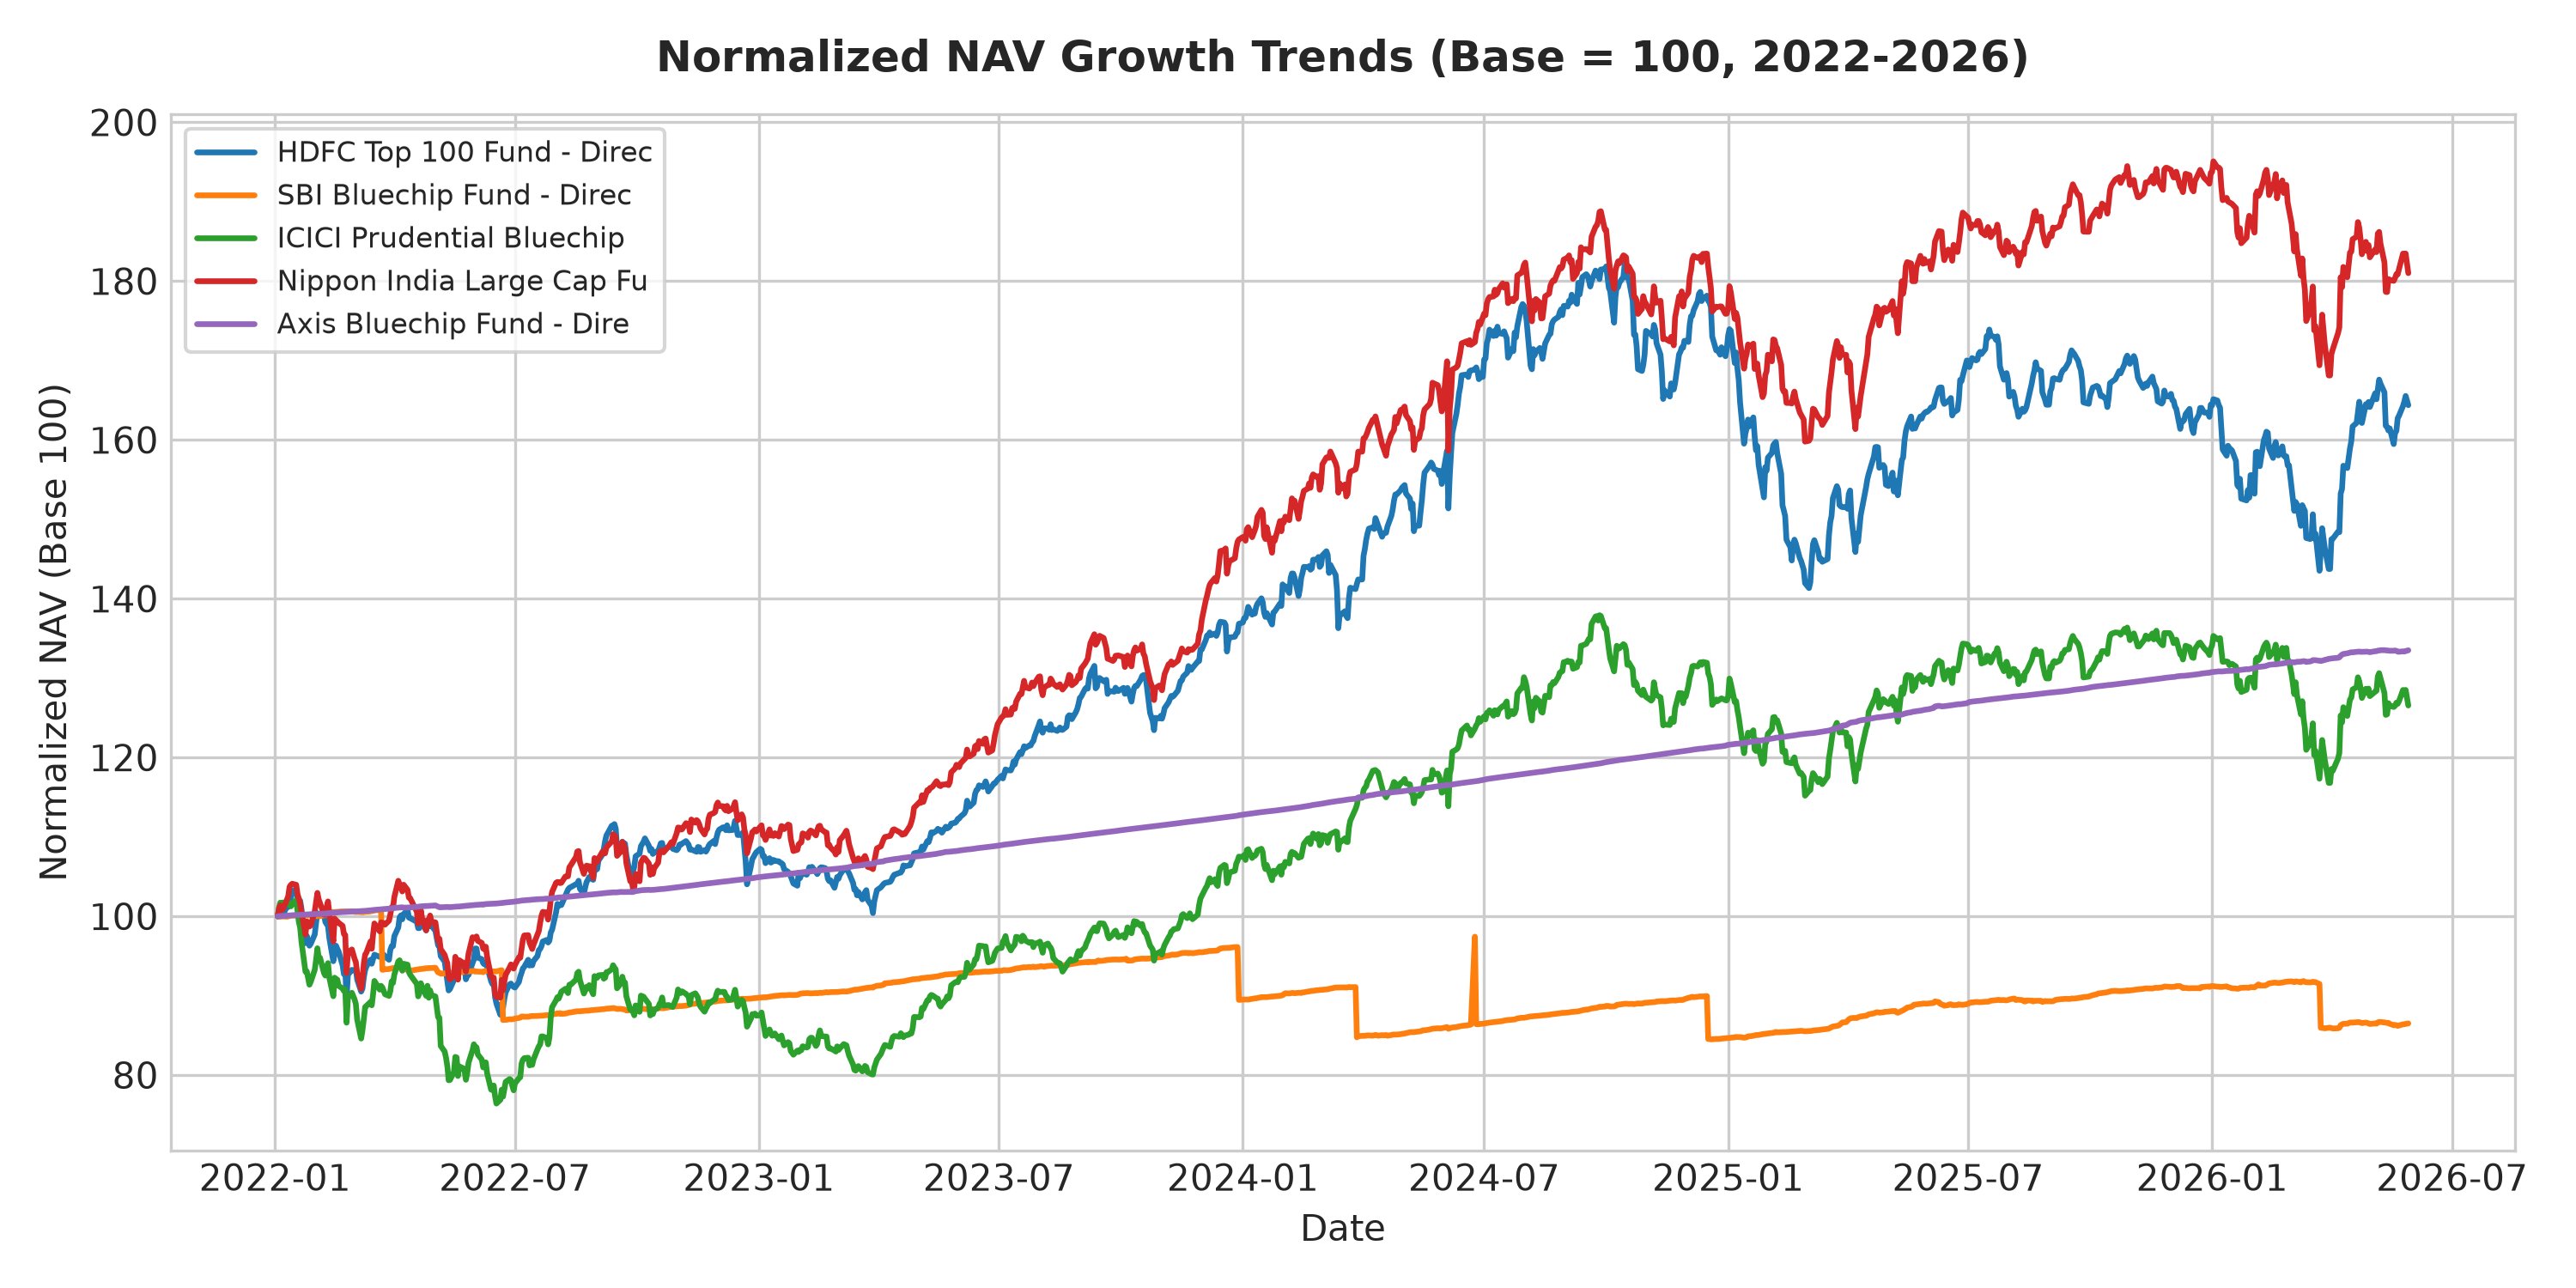 Normalized NAV Growth Trends (Base = 100, 2022-2026)
200
180
160
140
120
100
80
Normalized NAV (Base 100)
HDFC Top 100 Fund - Direc
SBI Bluechip Fund - Direc
ICICI Prudential Bluechip
Nippon India Large Cap Fu
Axis Bluechip Fund - Dire
2022-01
2022-07
2023-01
2023-07
2024-01
2024-07
2025-01
2025-07
2026-01
2026-07
Date